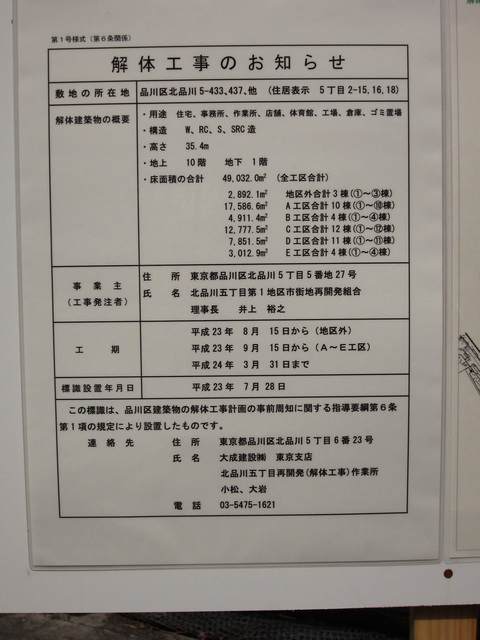 第1号様式（第6条関係）
解体工事のお知らせ
敷地の所在地 品川区北品川5-433,437、他 （住居表示 5丁目2-15,16,18）
解体建築物の概要 ・用途 住宅、事務所、作業所、店舗、体育館、工場、倉庫、ゴミ置場
・構造 W、RC、S、SRC造
・高さ 35.4m
・地上 10階 地下 1階
・床面積の合計 49,032.0㎡ （全工区合計）
2,892.1㎡ 地区外合計3棟(①〜③棟)
17,586.6㎡ A工区合計10棟(①〜⑩棟)
4,911.4㎡ B工区合計4棟(①〜④棟)
12,777.5㎡ C工区合計12棟(①〜⑫棟)
7,851.5㎡ D工区合計11棟(①〜⑪棟)
3,012.9㎡ E工区合計4棟(①〜④棟)
事業主（工事発注者） 住所 東京都品川区北品川5丁目5番地27号
氏名 北品川五丁目第1地区市街地再開発組合
理事長 井上 裕之
工期 平成23年 8月 15日から（地区外）
平成23年 9月 15日から（A〜E工区）
平成24年 3月 31日まで
標識設置年月日 平成23年 7月28日
この標識は、品川区建築物の解体工事計画の事前周知に関する指導要綱第6条
第1項の規定により設置したものです。
連絡先 住所 東京都品川区北品川5丁目6番23号
氏名 大成建設㈱ 東京支店
北品川五丁目再開発(解体工事)作業所
小松、大岩
電話 03-5475-1621